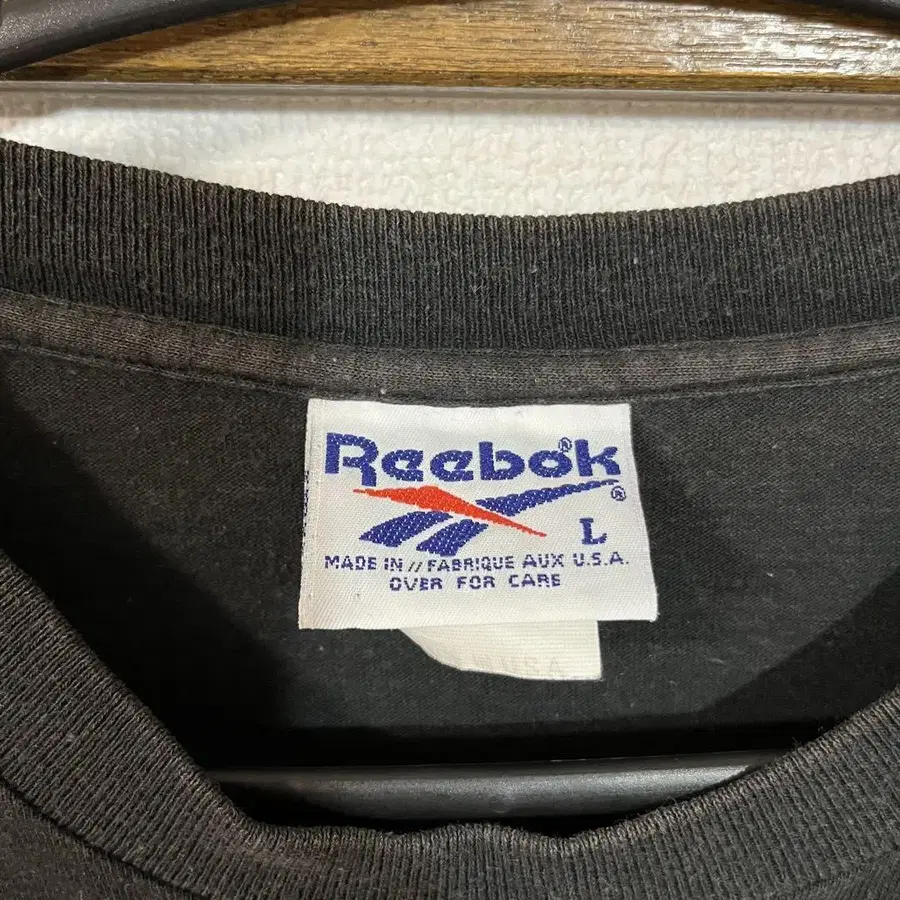 Reebok®
®
L
MADE IN // FABRIQUE AUX U.S.A.
OVER FOR CARE